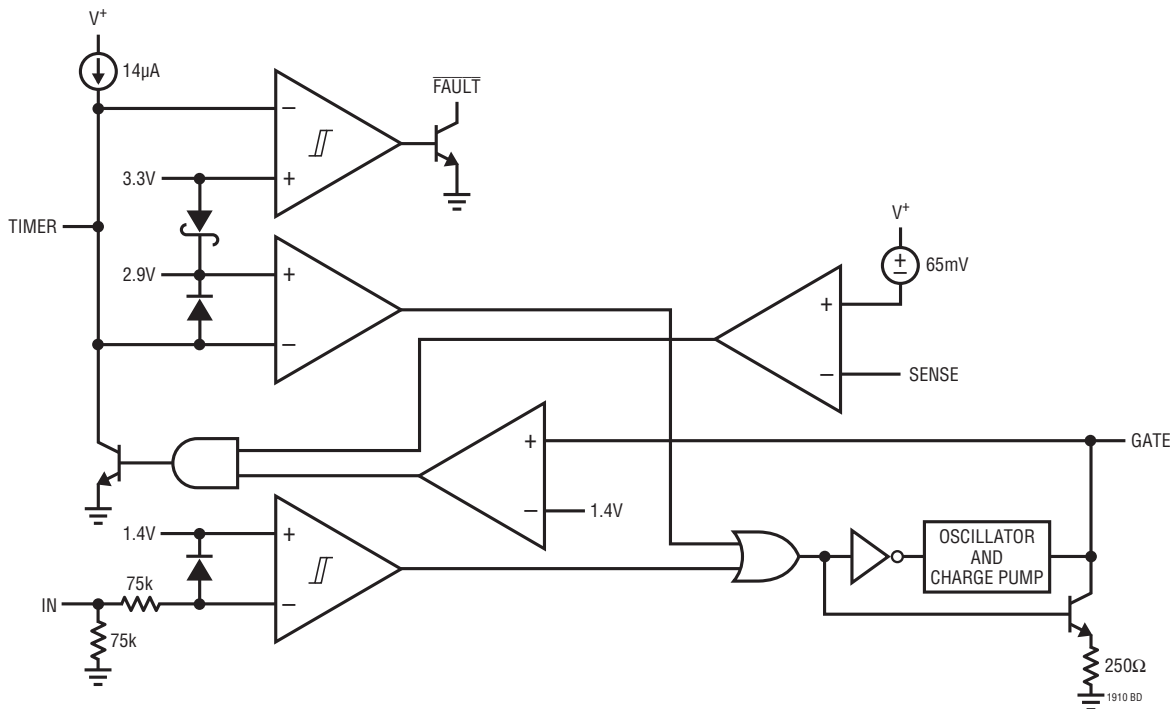 V+
14µA
FAULT
−
3.3V
+
TIMER
V+
+
−
65mV
2.9V
+
+
−
−
SENSE
+
GATE
−
1.4V
1.4V
+
OSCILLATOR
AND
CHARGE PUMP
75k
IN
−
75k
250Ω
1910 BD